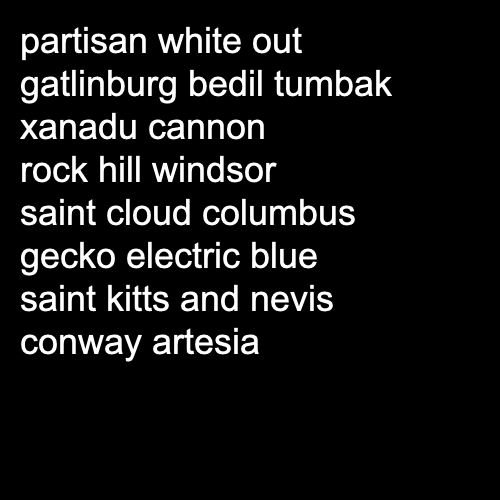 partisan white out
gatlinburg bedil tumbak
xanadu cannon
rock hill windsor
saint cloud columbus
gecko electric blue
saint kitts and nevis
conway artesia